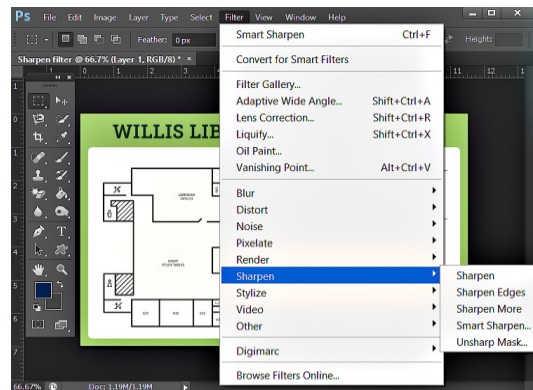 Ps File Edit Image Layer Type Select Filter View Window Help
Feather: 0 px Height:
Sharpen filter @ 66.7% (Layer 1, RGB/8) * ×
Smart Sharpen Ctrl+F
Convert for Smart Filters
Filter Gallery...
Adaptive Wide Angle... Shift+Ctrl+A
Lens Correction... Shift+Ctrl+R
Liquify... Shift+Ctrl+X
Oil Paint...
Vanishing Point... Alt+Ctrl+V
Blur
Distort
Noise
Pixelate
Render
Sharpen
Stylize
Video
Other
Digimarc
Browse Filters Online...
Sharpen
Sharpen Edges
Sharpen More
Smart Sharpen...
Unsharp Mask...
WILLIS LIB
66.67% Doc: 1.19M/1.19M